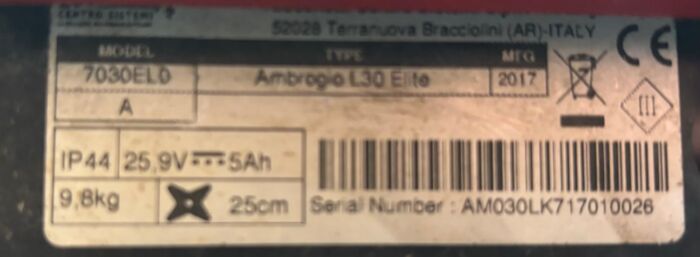 CENTRO SISTEMI
52028 Terranuova Bracciolini (AR)-ITALY
MODEL TYPE MFG
7030EL0 Ambrogio L30 Elite 2017
A
IP44 25,9V 5Ah
9,8kg 25cm
Serial Number : AM030LK717010026
CE
III